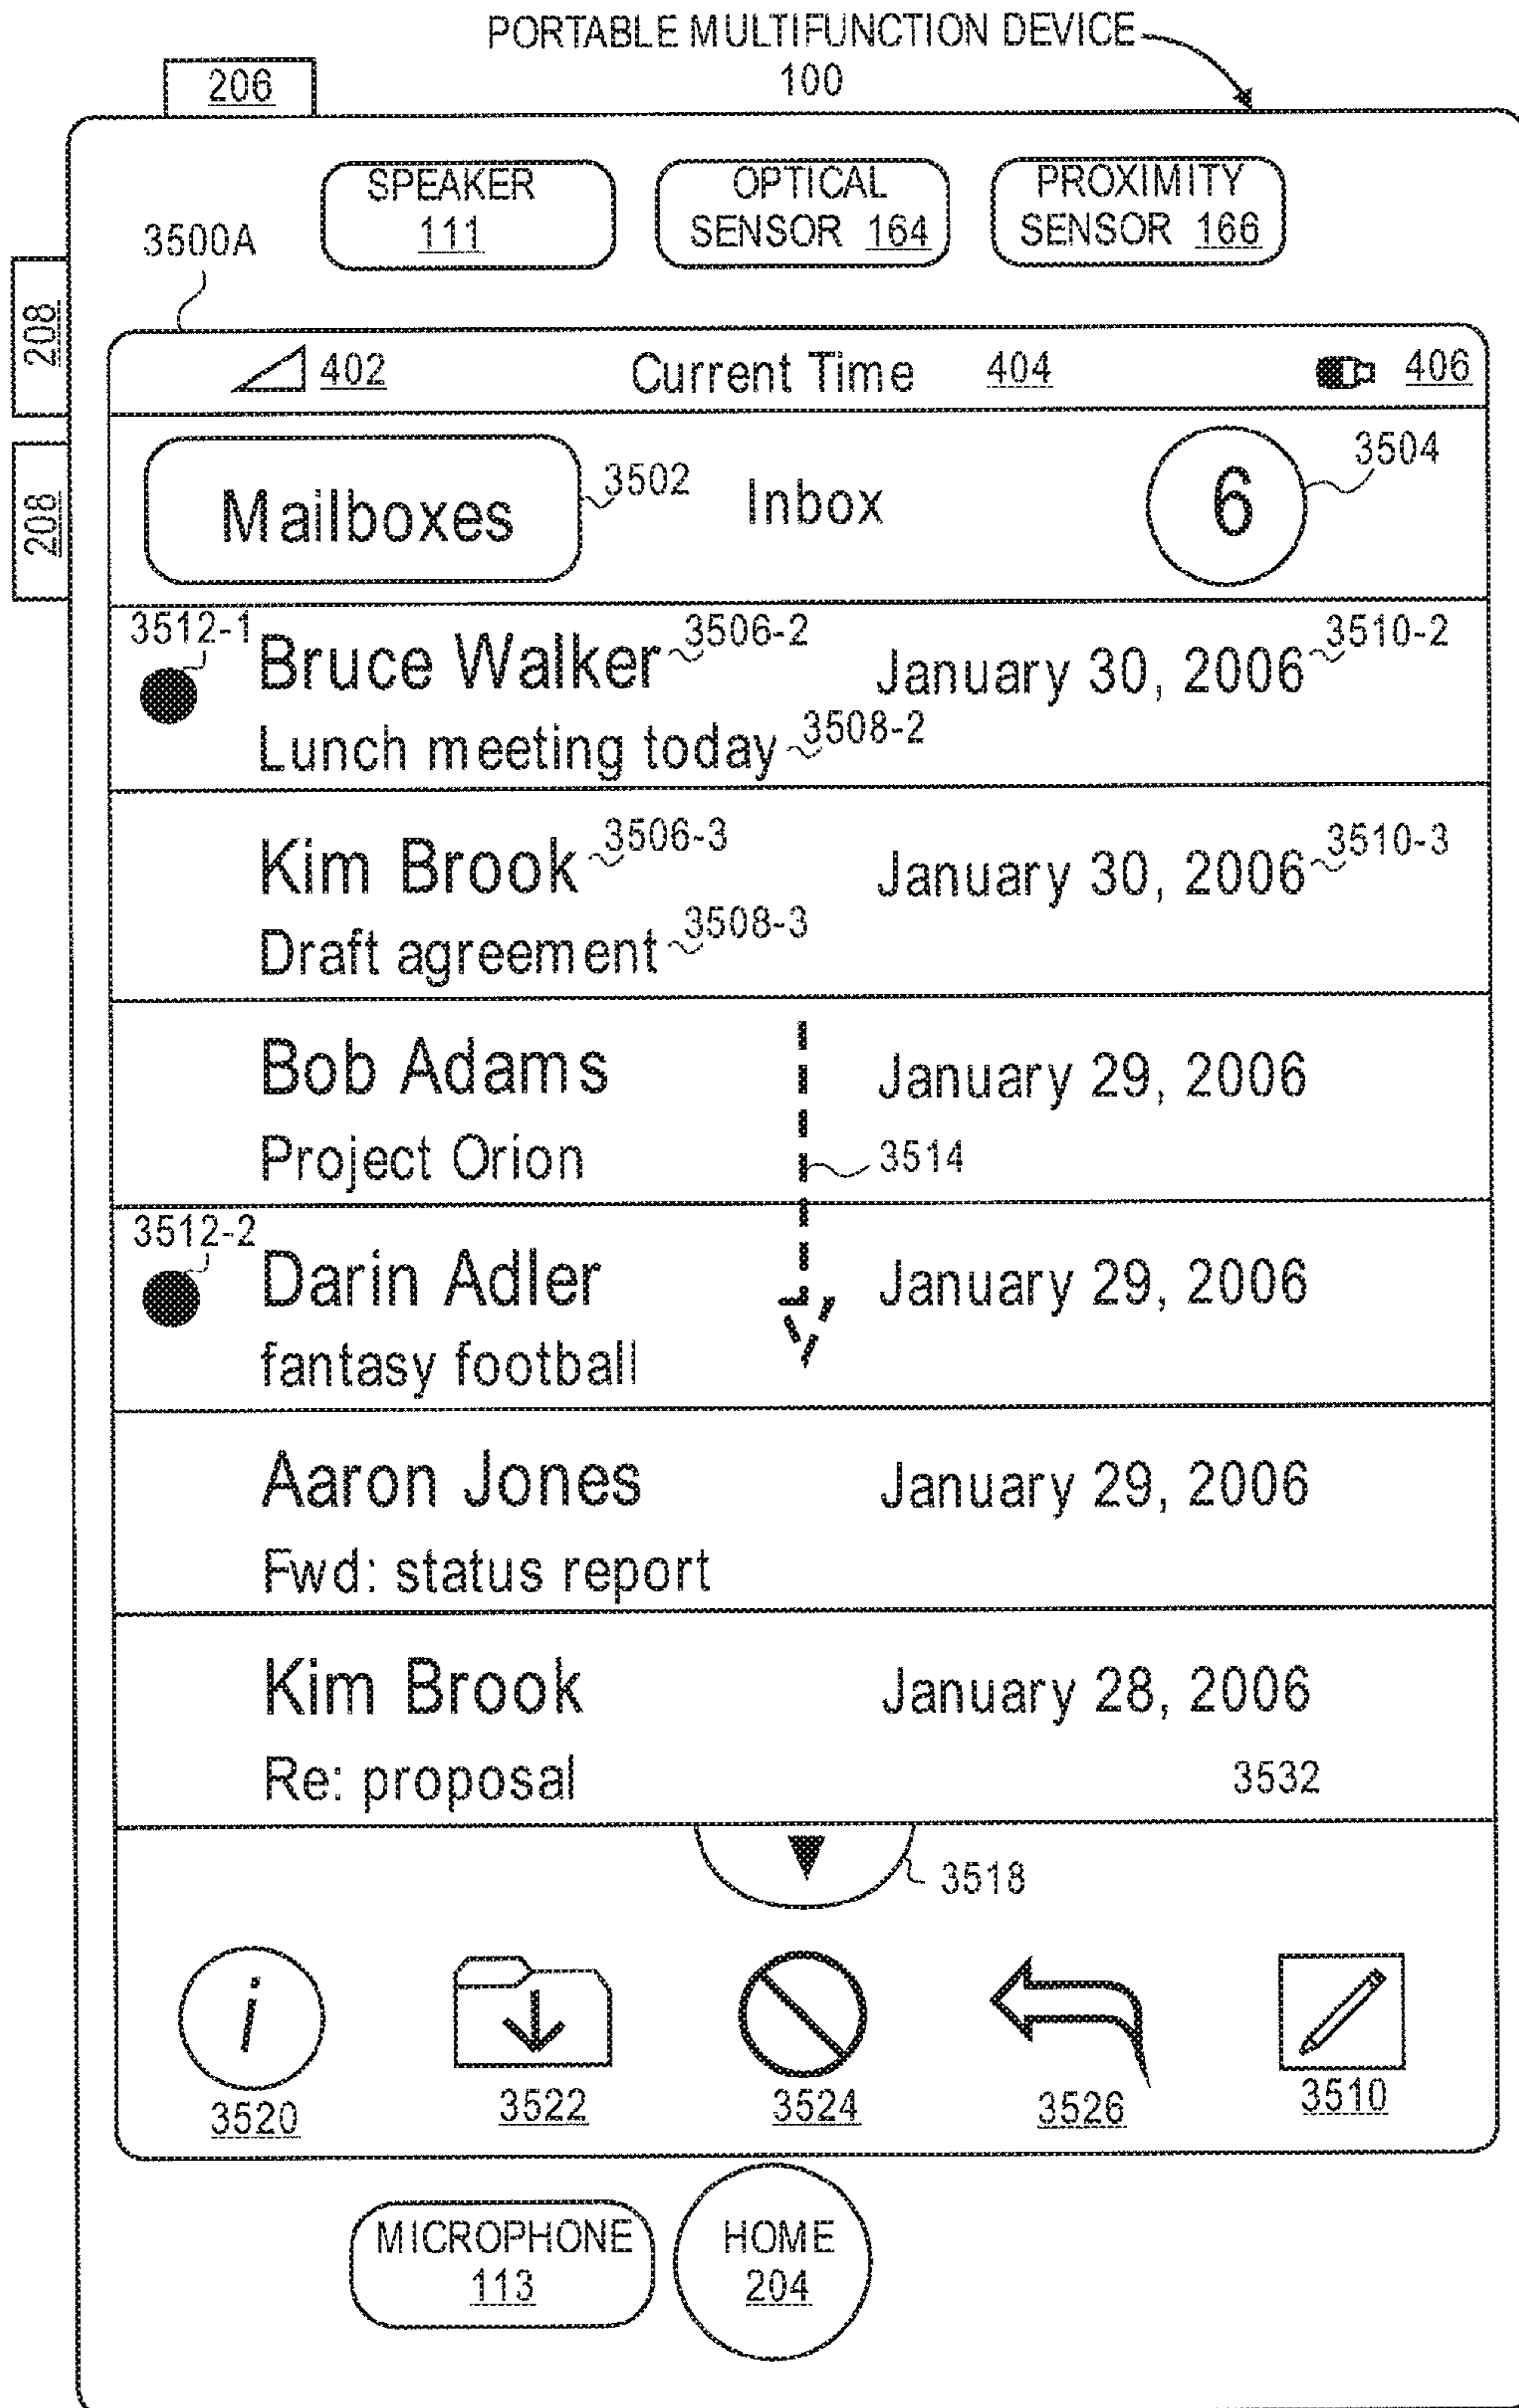 PORTABLE MULTIFUNCTION DEVICE
100
206
SPEAKER
111
OPTICAL
SENSOR 164
PROXIMITY
SENSOR 166
3500A
208
208
402
Current Time 404
406
Mailboxes
3502
Inbox
6
3504
3512-1
Bruce Walker
3506-2
January 30, 2006
3510-2
Lunch meeting today
3508-2
Kim Brook
3506-3
January 30, 2006
3510-3
Draft agreement
3508-3
Bob Adams
January 29, 2006
Project Orion
3514
3512-2
Darin Adler
January 29, 2006
fantasy football
Aaron Jones
January 29, 2006
Fwd: status report
Kim Brook
January 28, 2006
Re: proposal
3532
3518
i
3520
3522
3524
3526
3510
MICROPHONE
113
HOME
204